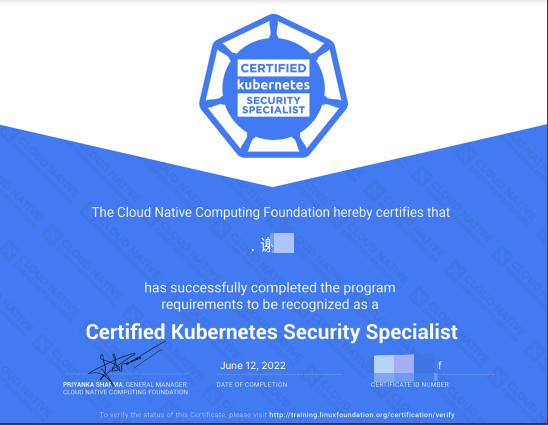 CERTIFIED
kubernetes
SECURITY
SPECIALIST
The Cloud Native Computing Foundation hereby certifies that
. 谢
has successfully completed the program
requirements to be recognized as a
Certified Kubernetes Security Specialist
June 12, 2022
f
PRIYANKA SHARMA, GENERAL MANAGER
CLOUD NATIVE COMPUTING FOUNDATION
DATE OF COMPLETION
CERTIFICATE ID NUMBER
To verify the status of this Certificate, please visit http://training.linuxfoundation.org/certification/verify